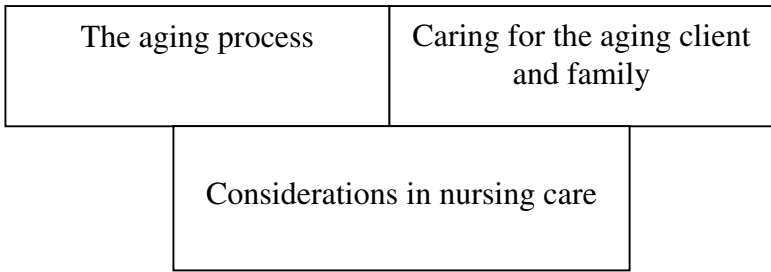 The aging process
Caring for the aging client
and family
Considerations in nursing care